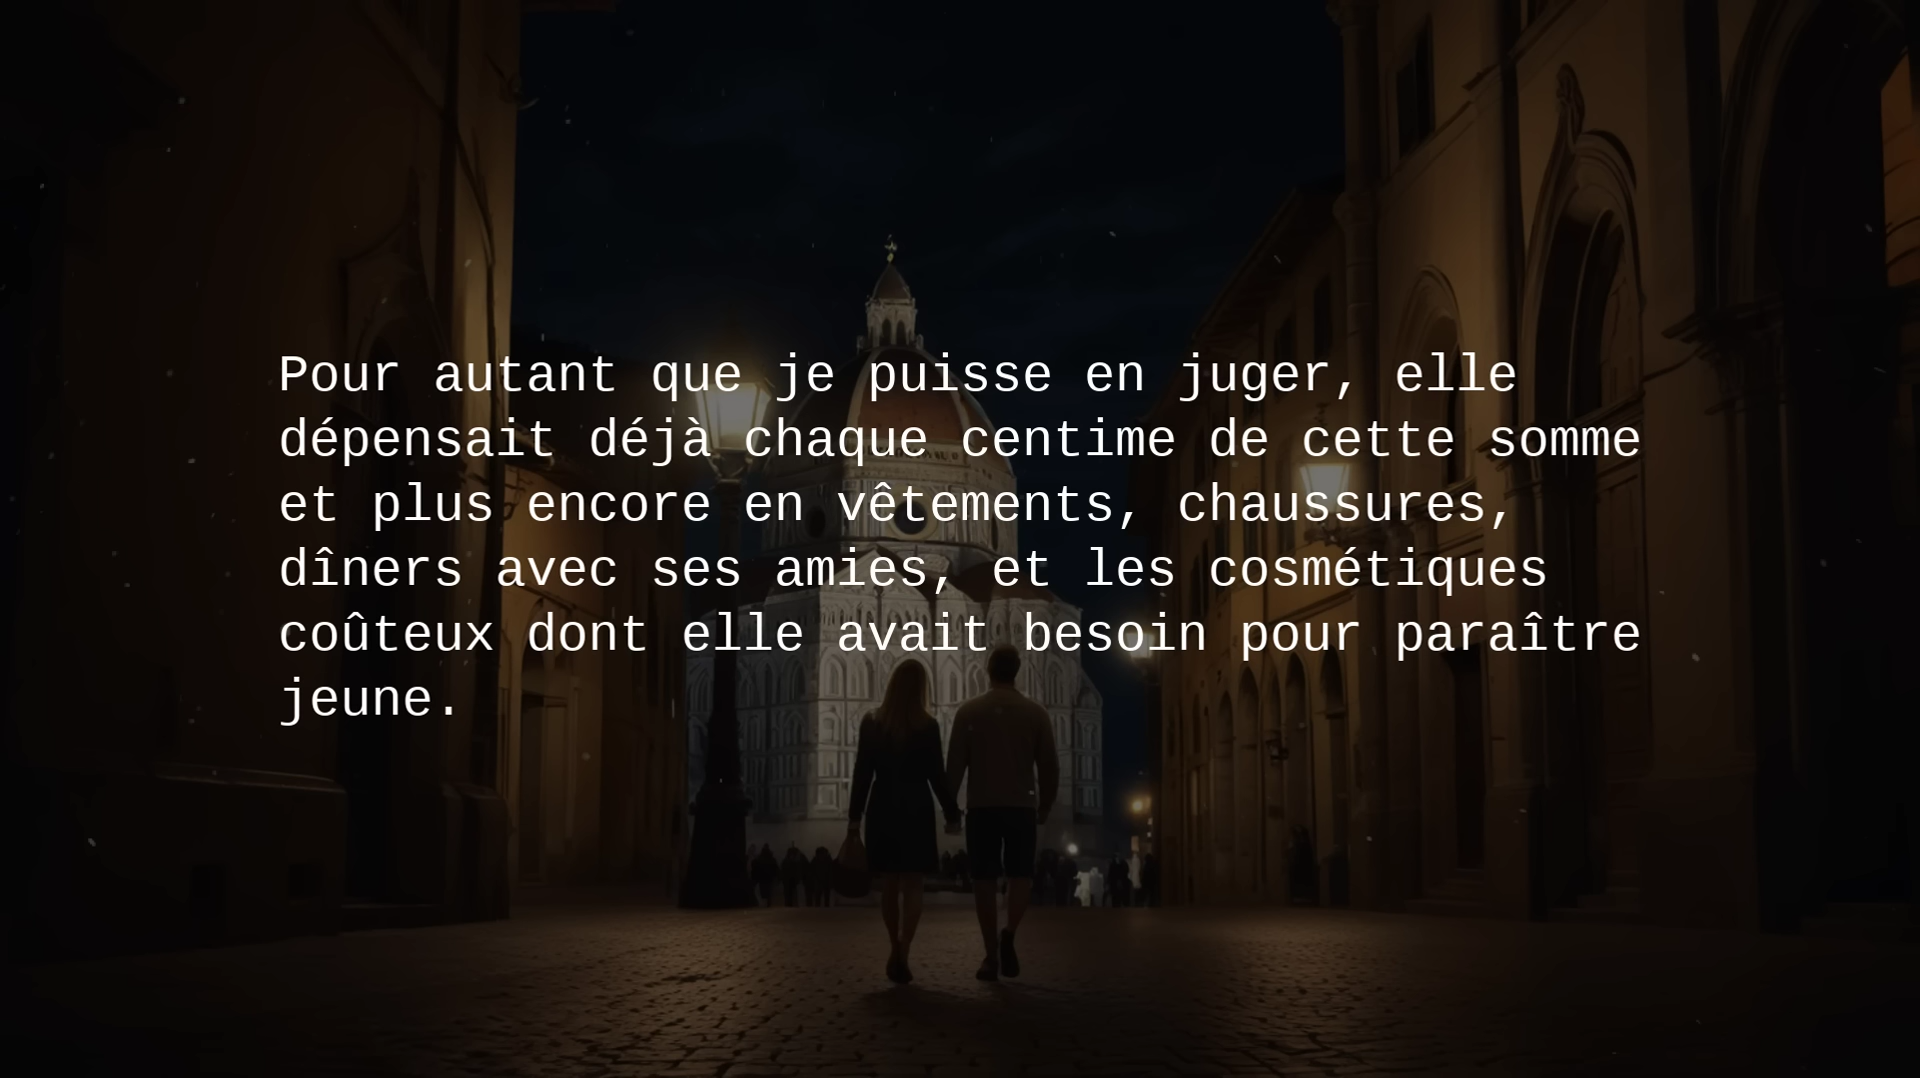 Pour autant que je puisse en juger, elle
dépensait déjà chaque centime de cette somme
et plus encore en vêtements, chaussures,
dîners avec ses amies, et les cosmétiques
coûteux dont elle avait besoin pour paraître
jeune.